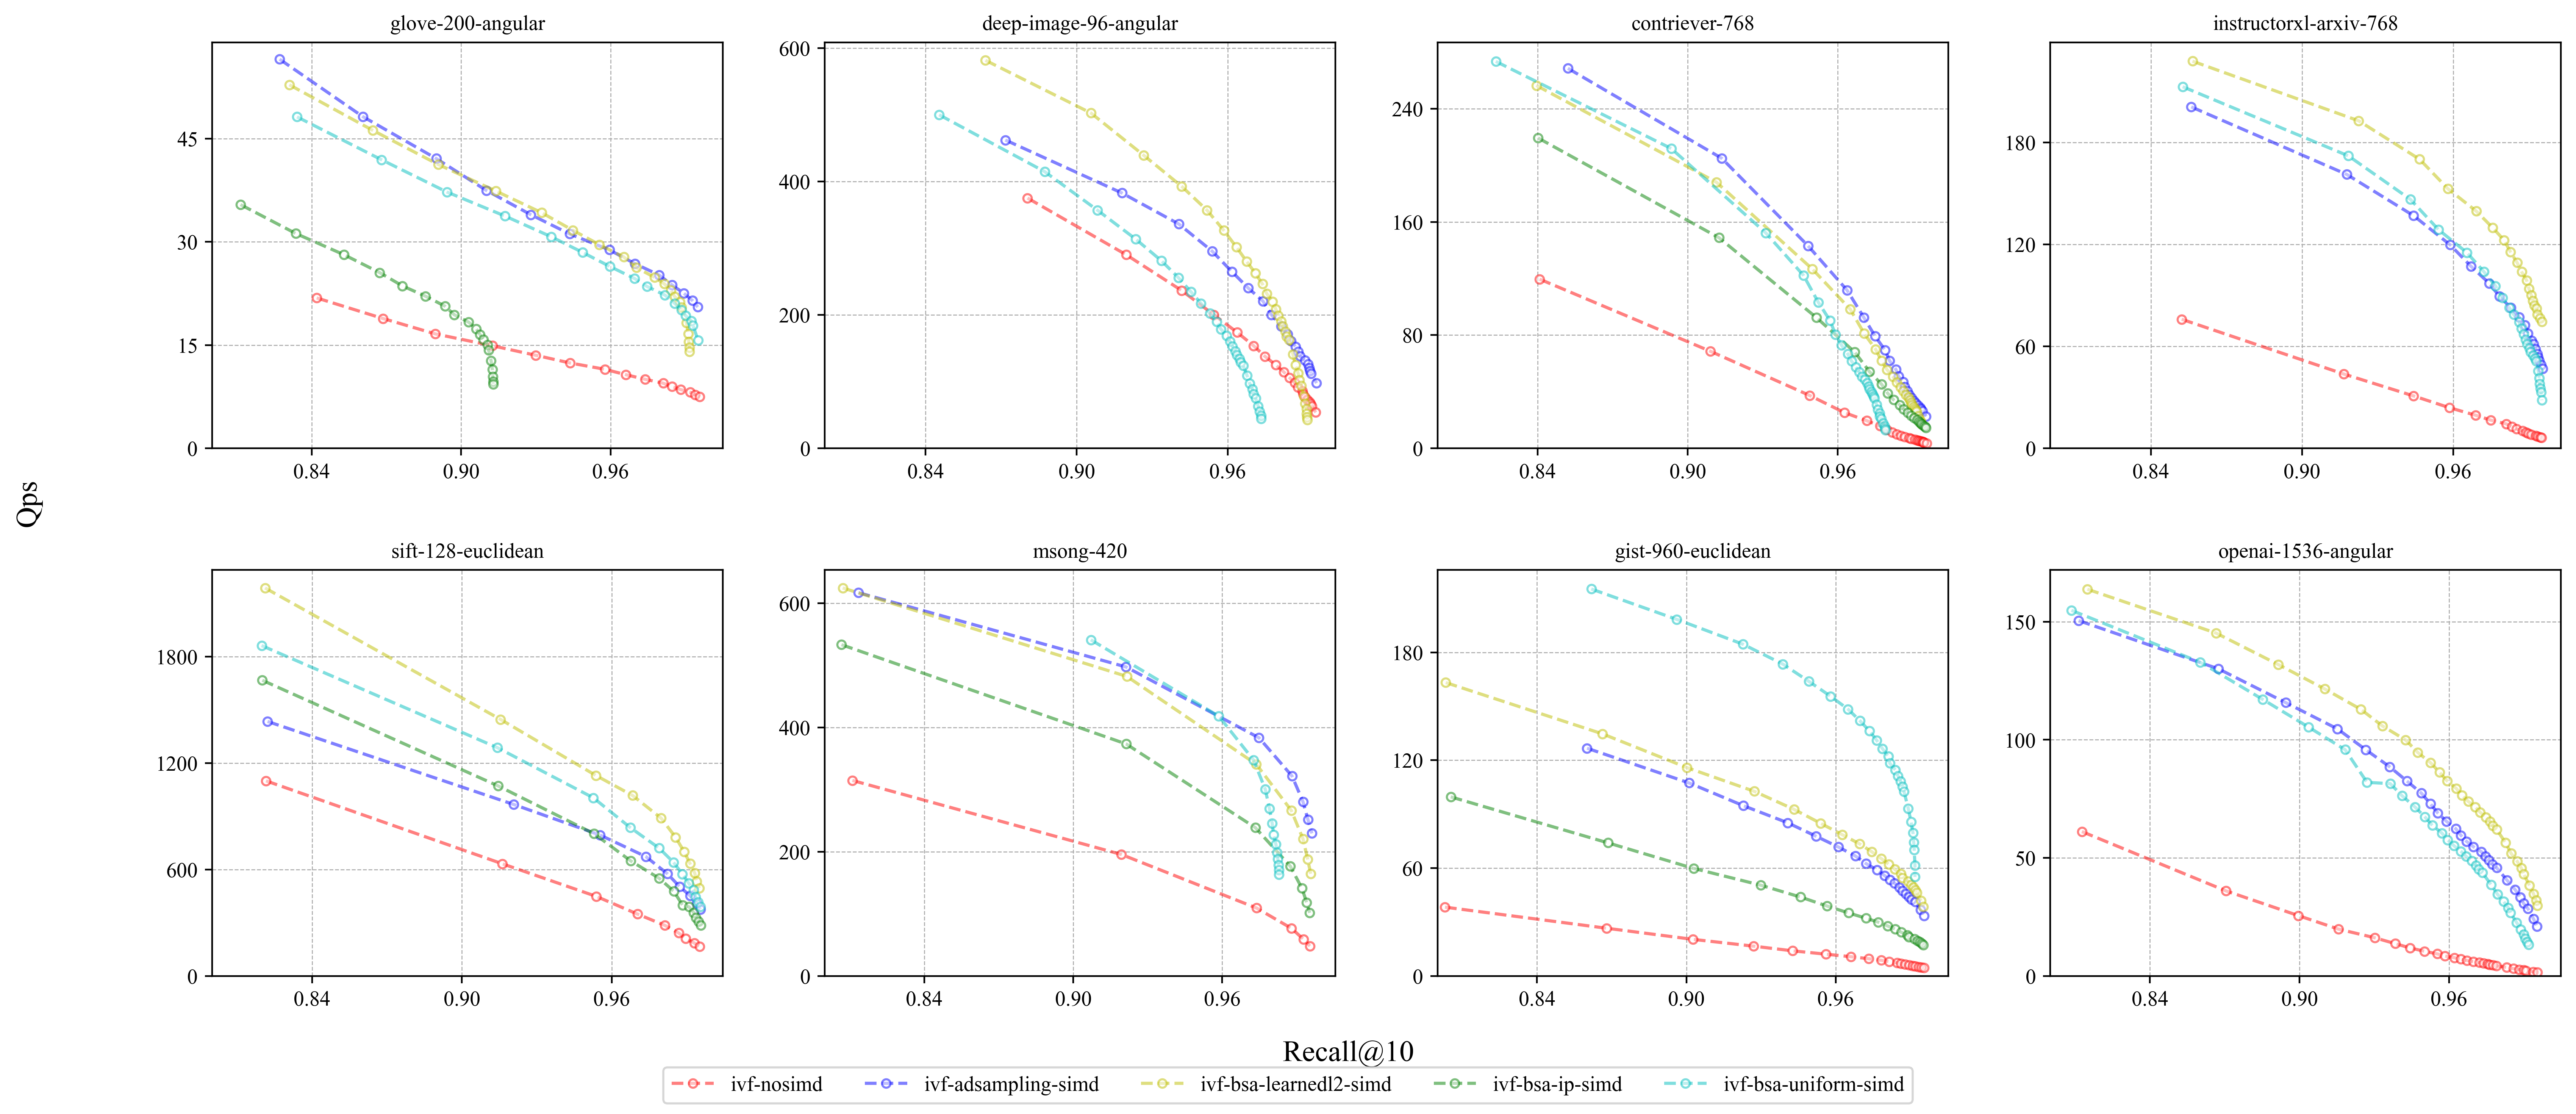 glove-200-angular deep-image-96-angular contriever-768 instructorxl-arxiv-768
45
30
15
0
0.84 0.90 0.96
600
400
200
0
0.84 0.90 0.96
240
160
80
0
0.84 0.90 0.96
180
120
60
0
0.84 0.90 0.96
Qps
sift-128-euclidean msong-420 gist-960-euclidean openai-1536-angular
1800
1200
600
0
0.84 0.90 0.96
600
400
200
0
0.84 0.90 0.96
180
120
60
0
0.84 0.90 0.96
150
100
50
0
0.84 0.90 0.96
Recall@10
ivf-nosimd ivf-adsampling-simd ivf-bsa-learnedl2-simd ivf-bsa-ip-simd ivf-bsa-uniform-simd